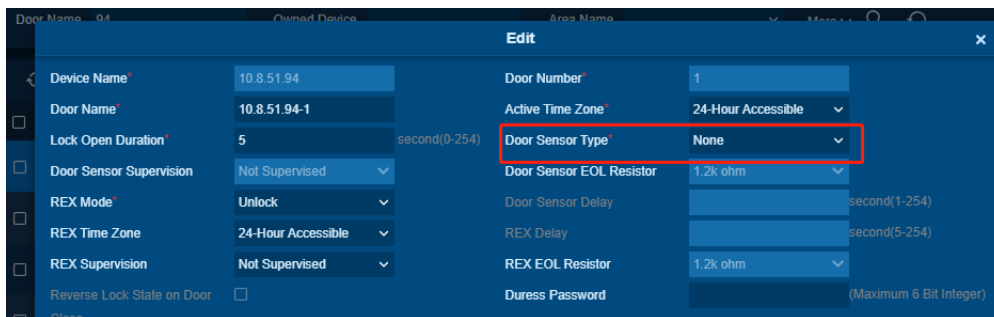 Door Name 94 Owned Device Area Name More
Edit ×
Device Name* 10.8.51.94 Door Number* 1
Door Name* 10.8.51.94-1 Active Time Zone* 24-Hour Accessible
Lock Open Duration* 5 second(0-254) Door Sensor Type* None
Door Sensor Supervision Not Supervised Door Sensor EOL Resistor 1.2k ohm
REX Mode* Unlock Door Sensor Delay second(1-254)
REX Time Zone 24-Hour Accessible REX Delay second(5-254)
REX Supervision Not Supervised REX EOL Resistor 1.2k ohm
Reverse Lock State on Door Duress Password (Maximum 6 Bit Integer)